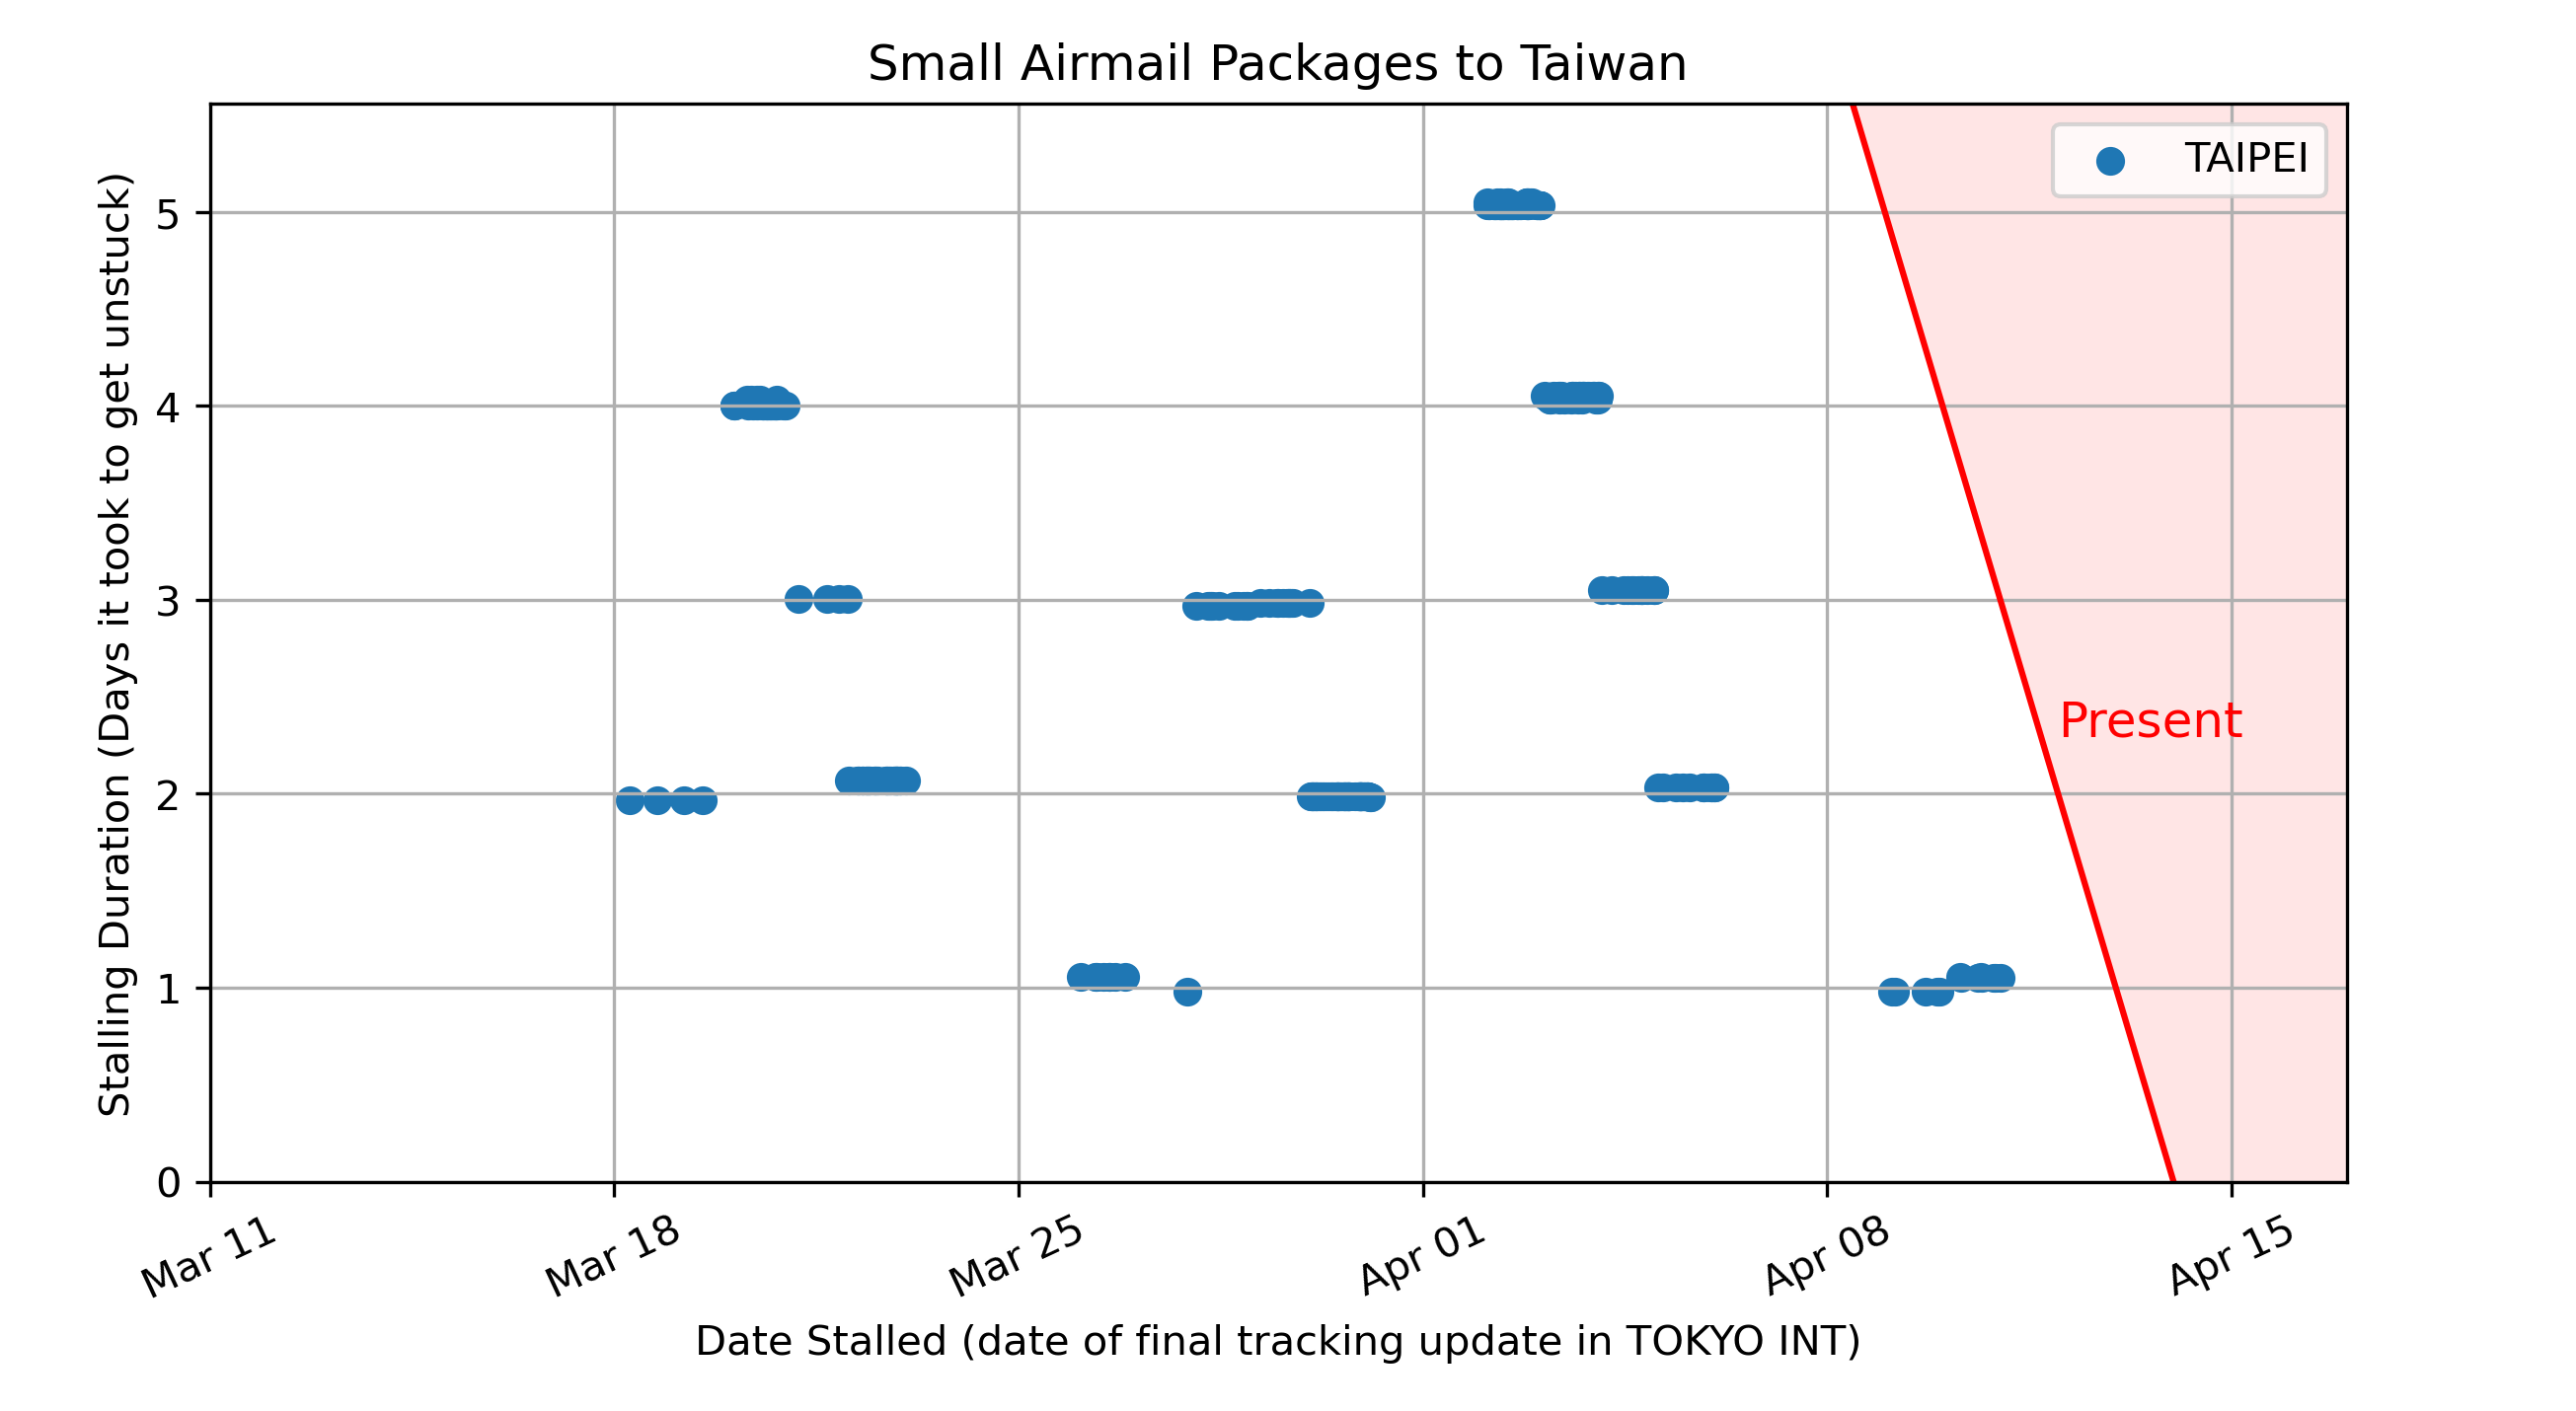 Small Airmail Packages to Taiwan
TAIPEI
Stalling Duration (Days it took to get unstuck)
5
4
3
2
1
0
Present
Mar 11
Mar 18
Mar 25
Apr 01
Apr 08
Apr 15
Date Stalled (date of final tracking update in TOKYO INT)